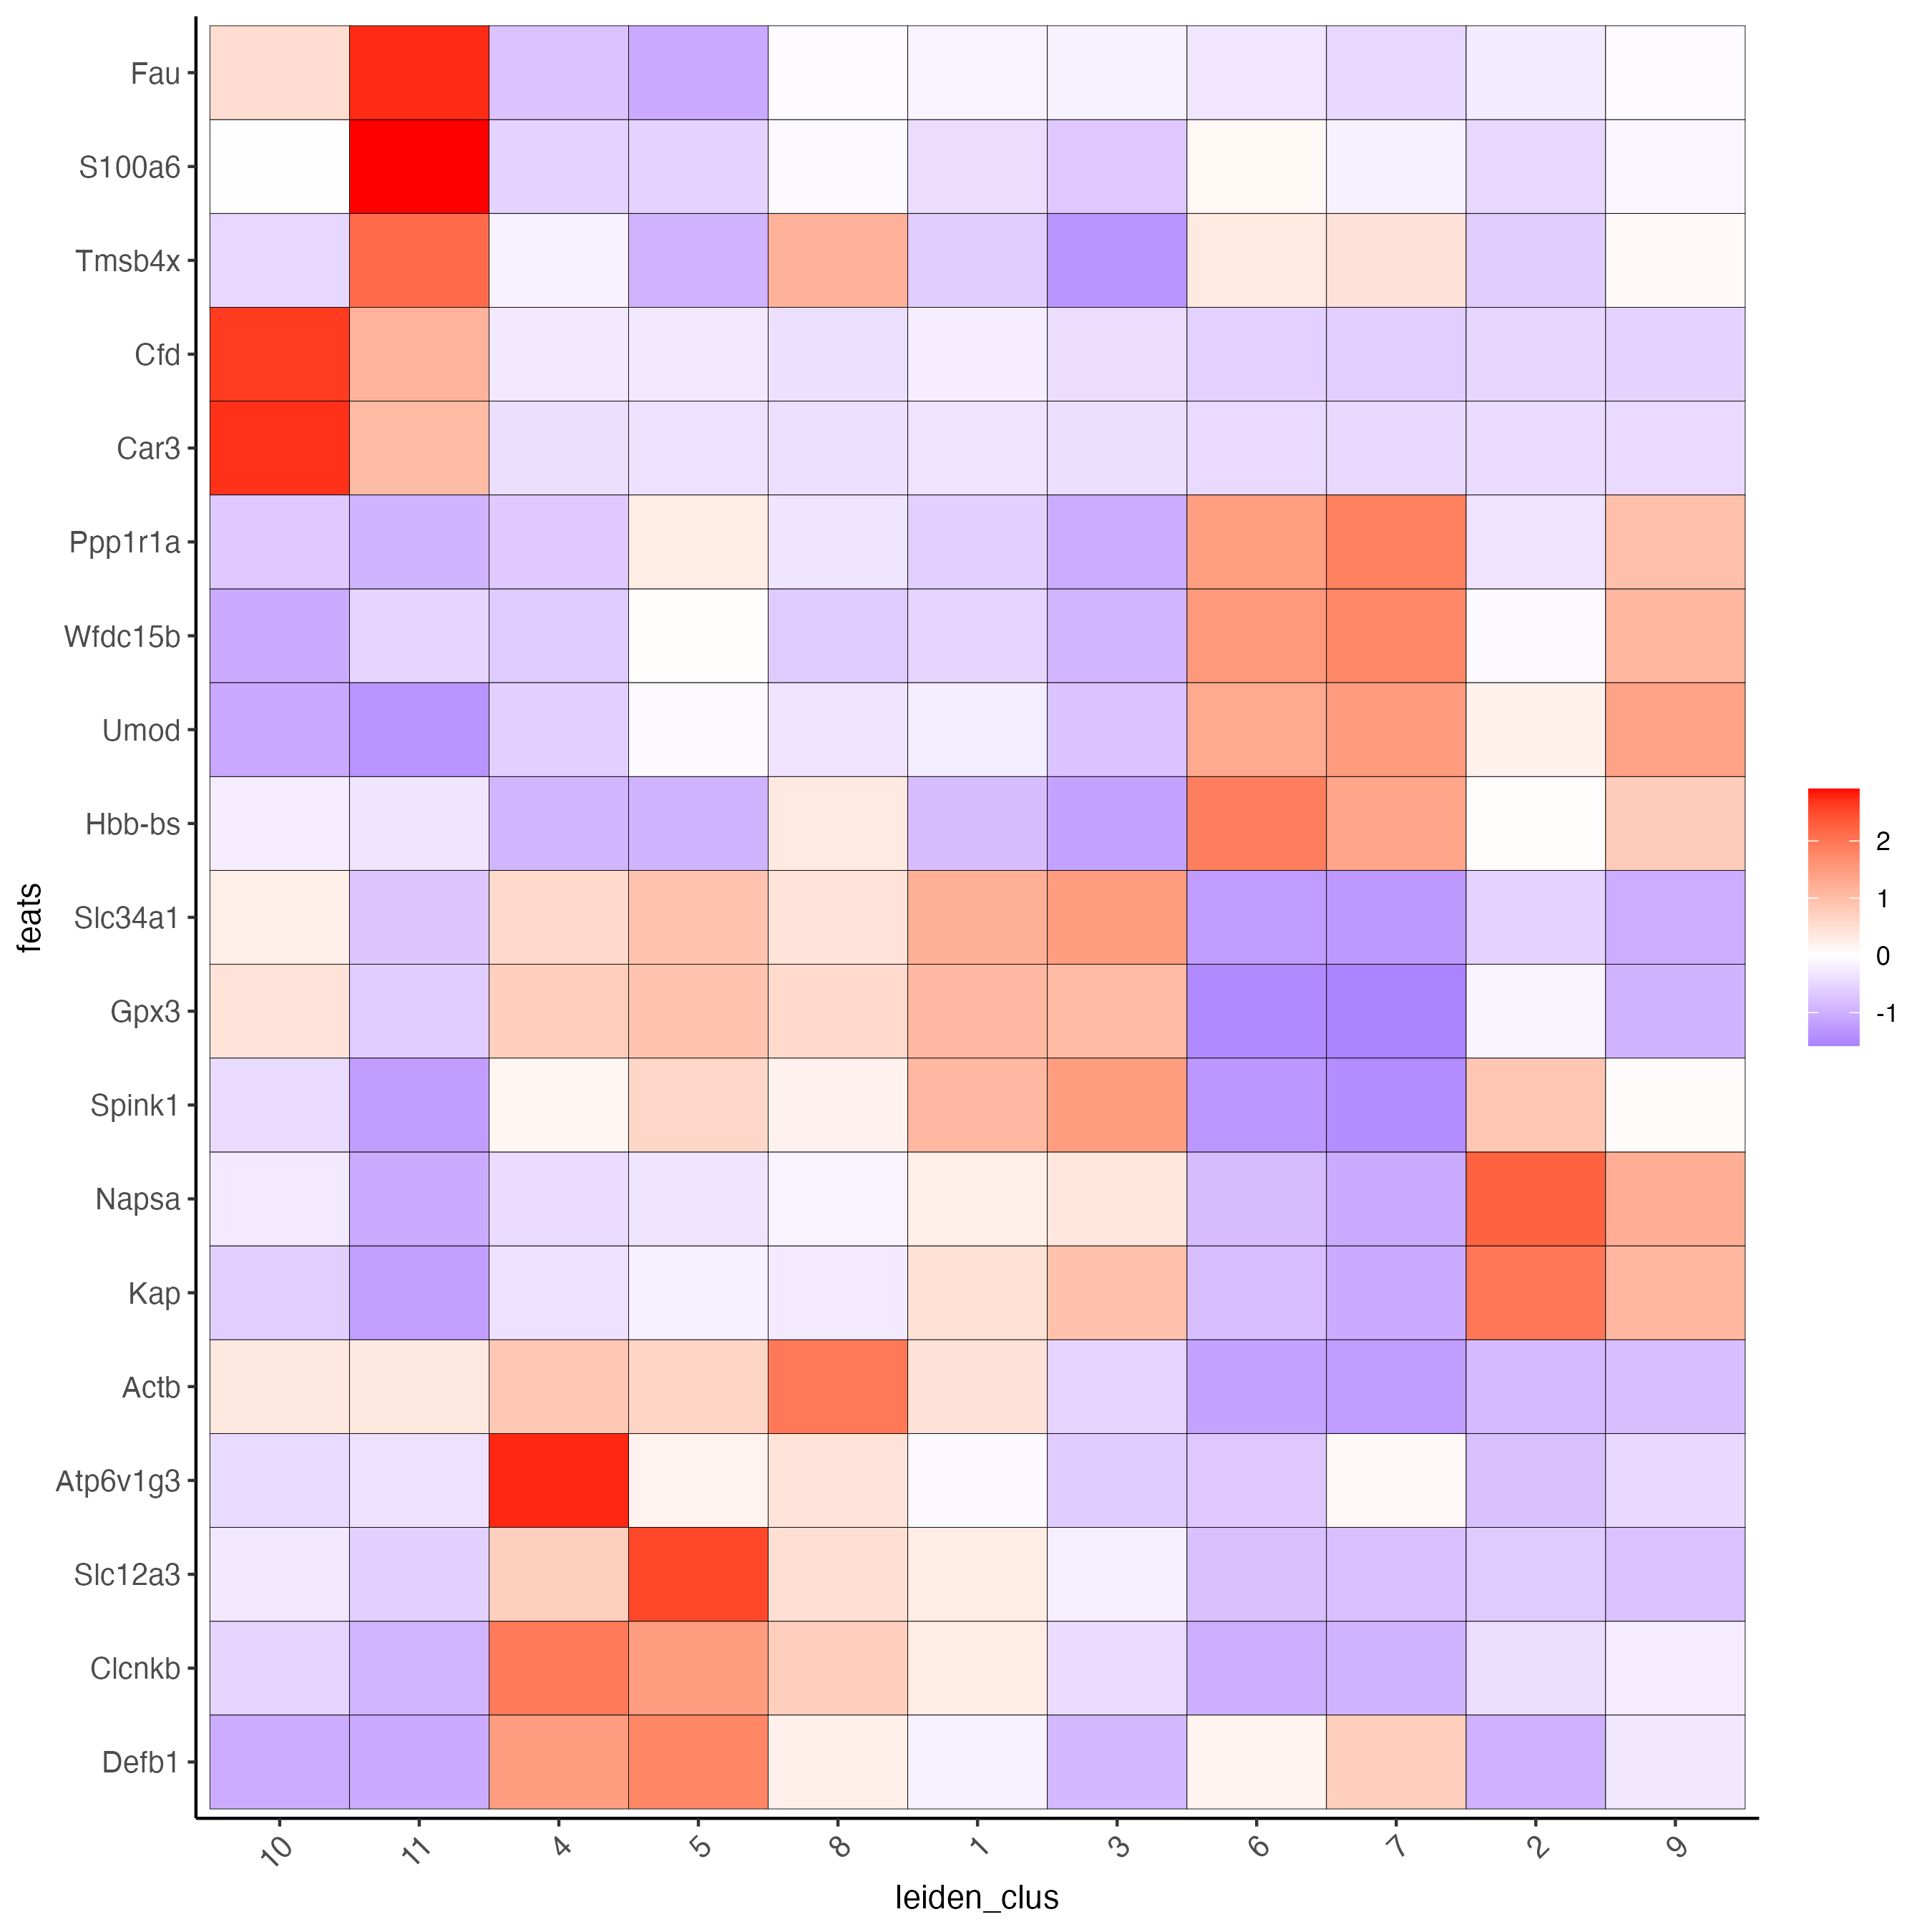 Fau
S100a6
Tmsb4x
Cfd
Car3
Ppp1r1a
Wfdc15b
Umod
Hbb-bs
Slc34a1
Gpx3
Spink1
Napsa
Kap
Actb
Atp6v1g3
Slc12a3
Clcnkb
Defb1
feats
10 11 4 5 8 1 3 6 7 2 9
leiden_clus
2
1
0
-1